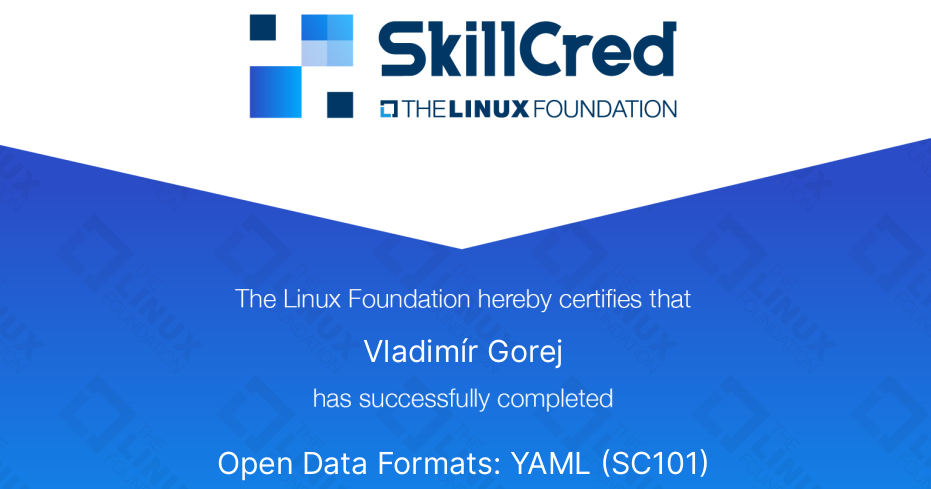 SkillCred
THE LINUX FOUNDATION
The Linux Foundation hereby certifies that
Vladimír Gorej
has successfully completed
Open Data Formats: YAML (SC101)